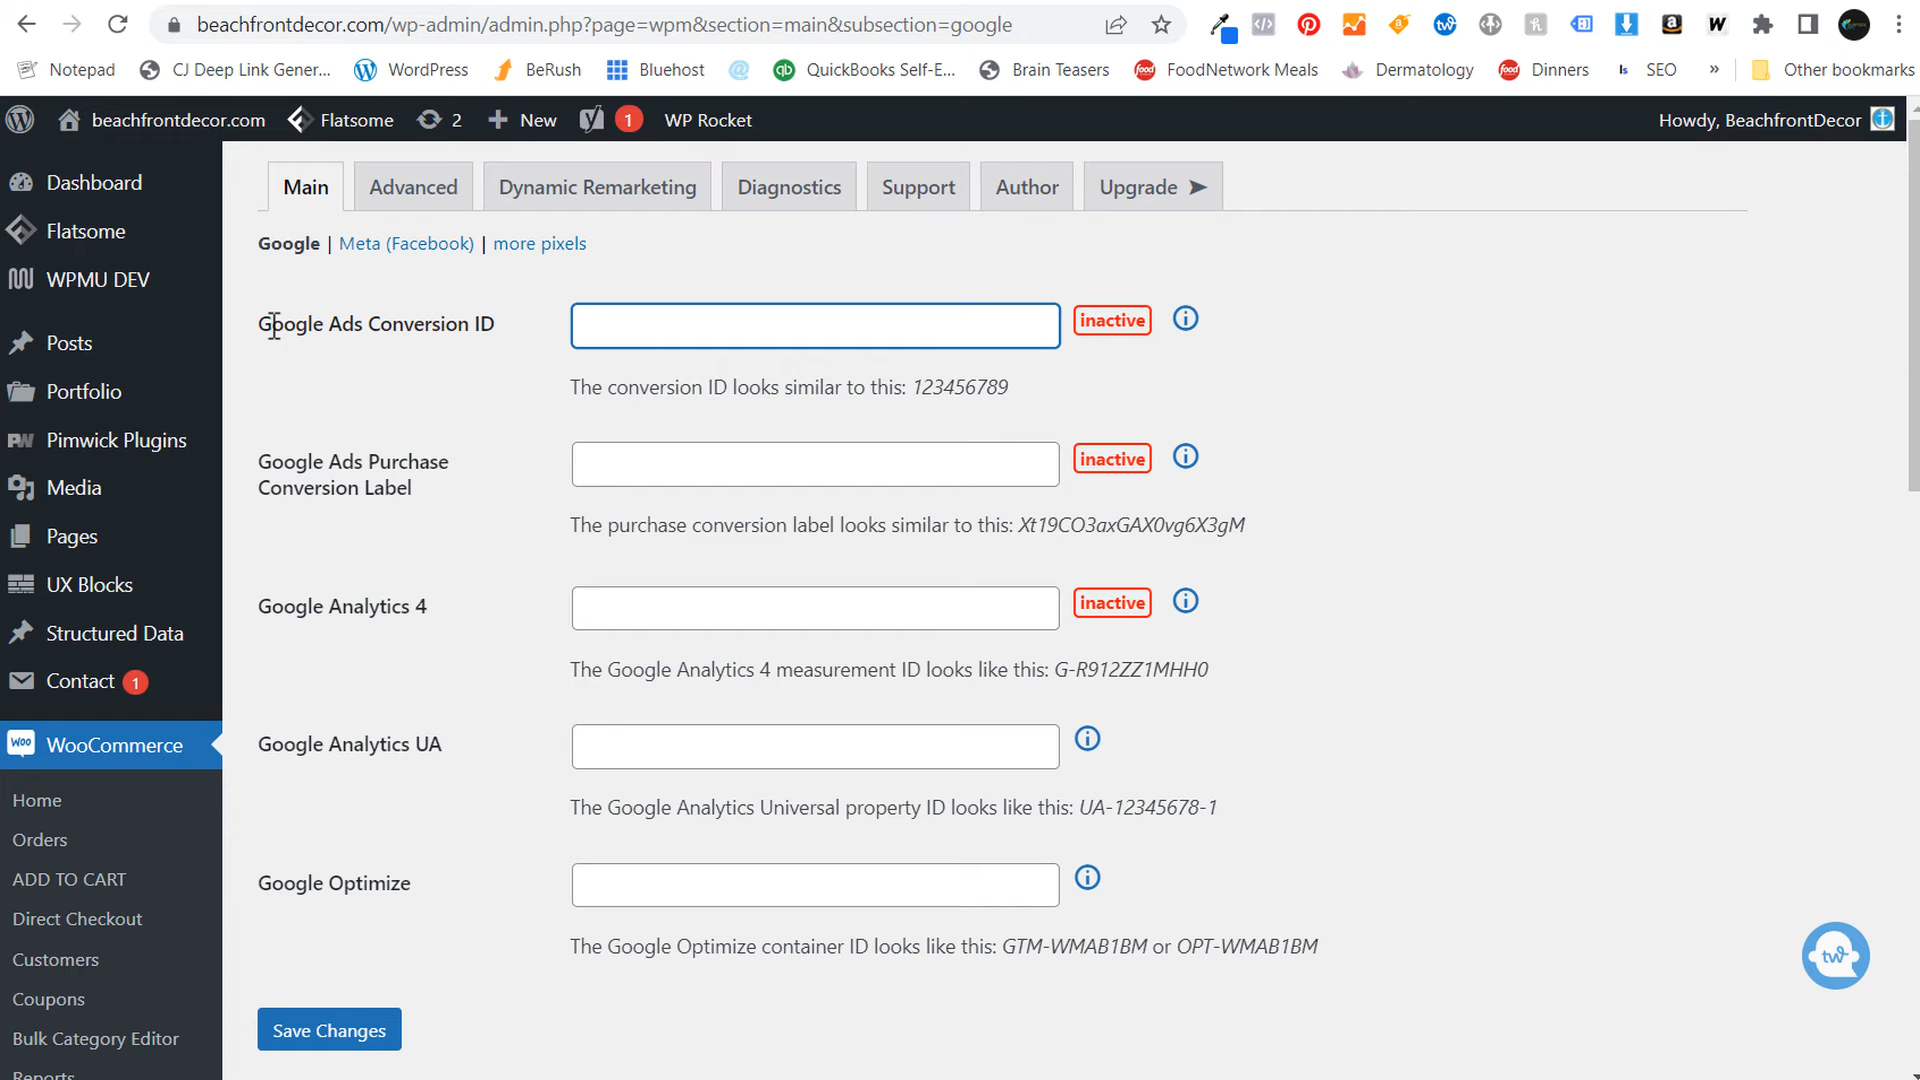 beachfrontdecor.com/wp-admin/admin.php?page=wpm&section=main&subsection=google
Notepad CJ Deep Link Gener... WordPress BeRush Bluehost QuickBooks Self-E... Brain Teasers FoodNetwork Meals Dermatology Dinners Is SEO » Other bookmarks
beachfrontdecor.com Flatsome 2 New 1 WP Rocket Howdy, BeachfrontDecor
Dashboard
Flatsome
WPMU DEV
Posts
Portfolio
Pimwick Plugins
Media
Pages
UX Blocks
Structured Data
Contact 1
WooCommerce
Home
Orders
ADD TO CART
Direct Checkout
Customers
Coupons
Bulk Category Editor
Reports
Main Advanced Dynamic Remarketing Diagnostics Support Author Upgrade ➤
Google | Meta (Facebook) | more pixels
Google Ads Conversion ID inactive
The conversion ID looks similar to this: 123456789
Google Ads Purchase
Conversion Label inactive
The purchase conversion label looks similar to this: Xt19CO3axGAX0vg6X3gM
Google Analytics 4 inactive
The Google Analytics 4 measurement ID looks like this: G-R912ZZ1MHH0
Google Analytics UA
The Google Analytics Universal property ID looks like this: UA-12345678-1
Google Optimize
The Google Optimize container ID looks like this: GTM-WMAB1BM or OPT-WMAB1BM
Save Changes